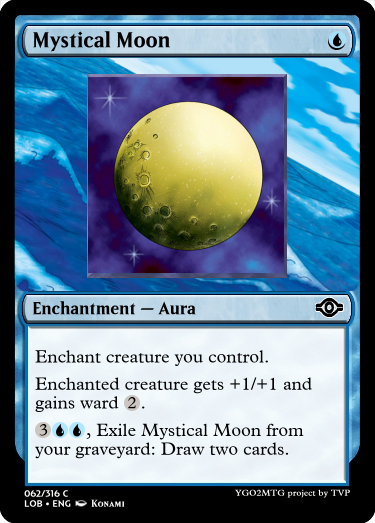 Mystical Moon
Enchantment — Aura
Enchant creature you control.
Enchanted creature gets +1/+1 and
gains ward 2.
3, Exile Mystical Moon from
your graveyard: Draw two cards.
062/316 C
LOB • ENG KONAMI
YGO2MTG project by TVP